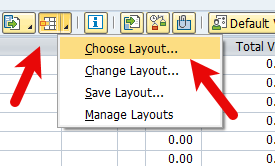 Default V
Choose Layout...
Total V
Change Layout...
Save Layout...
Manage Layouts
0.00
0.00